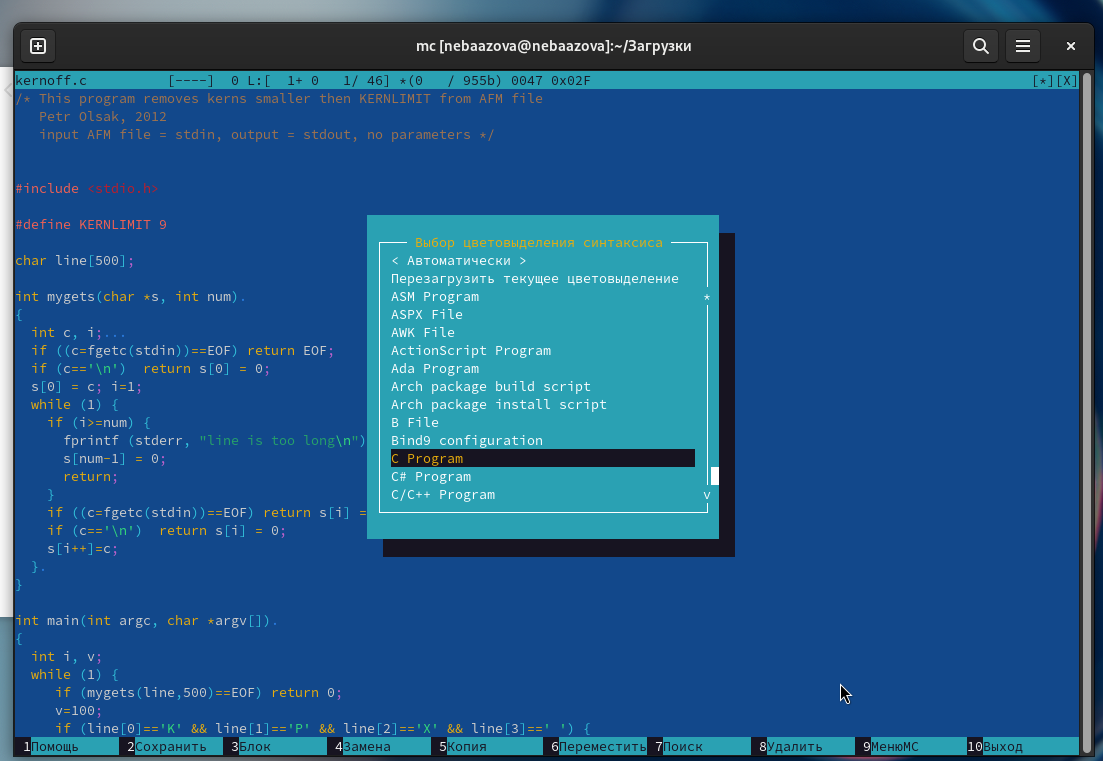 mc [nebaazova@nebaazova]:~/Загрузки
kernoff.c          [----]  0 L:[  1+ 0   1/ 46] *(0   / 955b) 0047 0x02F                                                       [*][X]
/* This program removes kerns smaller then KERNLIMIT from AFM file
   Petr Olsak, 2012
   input AFM file = stdin, output = stdout, no parameters */
#include <stdio.h>
#define KERNLIMIT 9
char line[500];
int mygets(char *s, int num).
{
  int c, i;...
  if ((c=fgetc(stdin))==EOF) return EOF;
  if (c=='\n')  return s[0] = 0;
  s[0] = c; i=1;
  while (1) {
    if (i>=num) {
      fprintf (stderr, "line is too long\n")
      s[num-1] = 0;
      return;
    }
    if ((c=fgetc(stdin))==EOF) return s[i] =
    if (c=='\n')  return s[i] = 0;
    s[i++]=c;
  }.
}
int main(int argc, char *argv[]).
{
  int i, v;
  while (1) {
     if (mygets(line,500)==EOF) return 0;
     v=100;
     if (line[0]=='K' && line[1]=='P' && line[2]=='X' && line[3]==' ') {
Выбор цветовыделения синтаксиса
< Автоматически >
Перезагрузить текущее цветовыделение
ASM Program
ASPX File
AWK File
ActionScript Program
Ada Program
Arch package build script
Arch package install script
B File
Bind9 configuration
C Program
C# Program
C/C++ Program
1Помощь 2Сохранить 3Блок 4Замена 5Копия 6Переместить 7Поиск 8Удалить 9МенюМС 10Выход